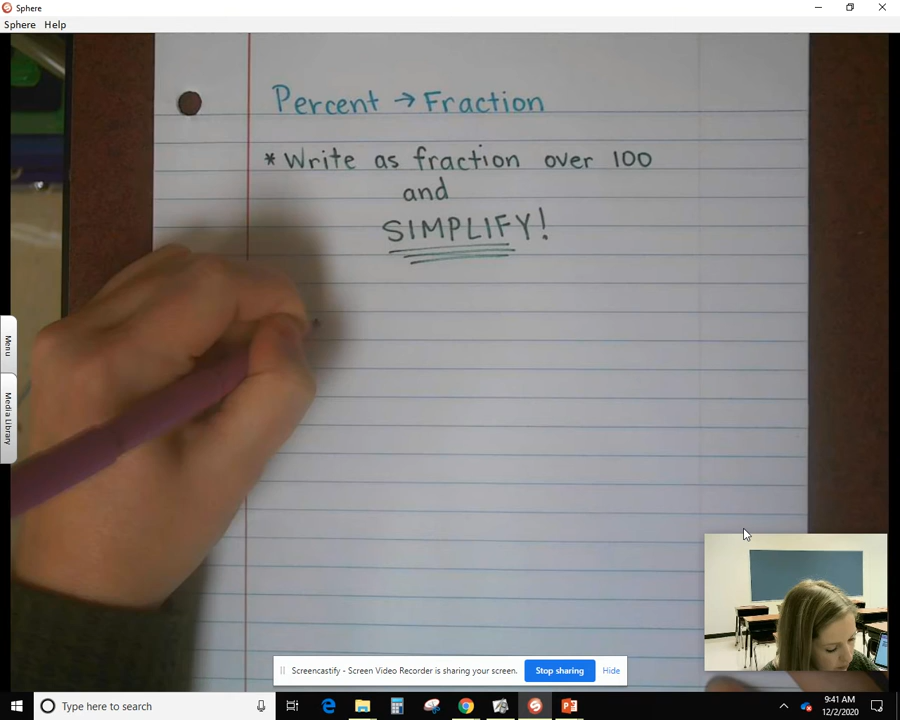 Sphere
Sphere Help
Percent → Fraction
* Write as fraction over 100
and
SIMPLIFY!
Menu
Media Library
Screencastify - Screen Video Recorder is sharing your screen. Stop sharing Hide
Type here to search
9:41 AM
12/2/2020